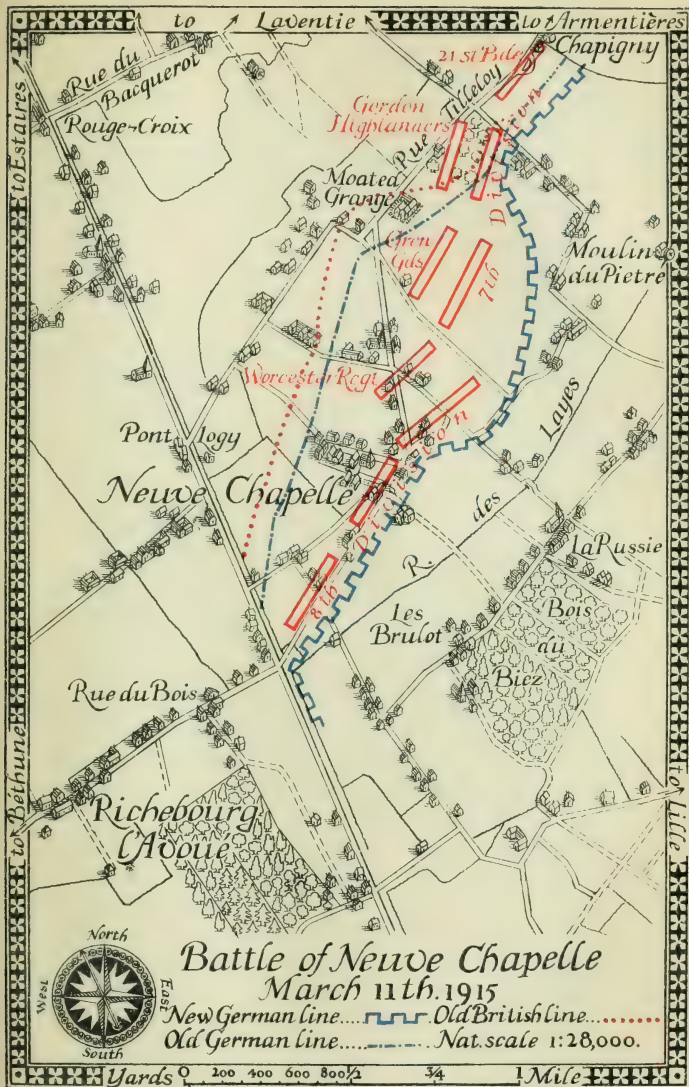 to Laventie to Armentières
Chapigny
21st Bde
Rue du
Bacquerot
Tilleloy
Rue
Gordon
Highlanders
to Estaires
Rouge-Croix
Moated
Grange
Division
7th
Gren
Gds
Moulin
du Pietre
Worcester Regt
Layes
des
R.
Pont logy
Neuve Chapelle
Division
8th
La Russie
Les
Brulot
Bois
du
Biez
Rue du Bois
to Béthune
Richebourg
l'Avoué
to Lille
North
West
East
South
Battle of Neuve Chapelle
March 11th. 1915
New German line.... Old British line...
Old German line..... Nat. scale 1:28,000.
Yards 0 200 400 600 800 1/2 3/4 1 Mile